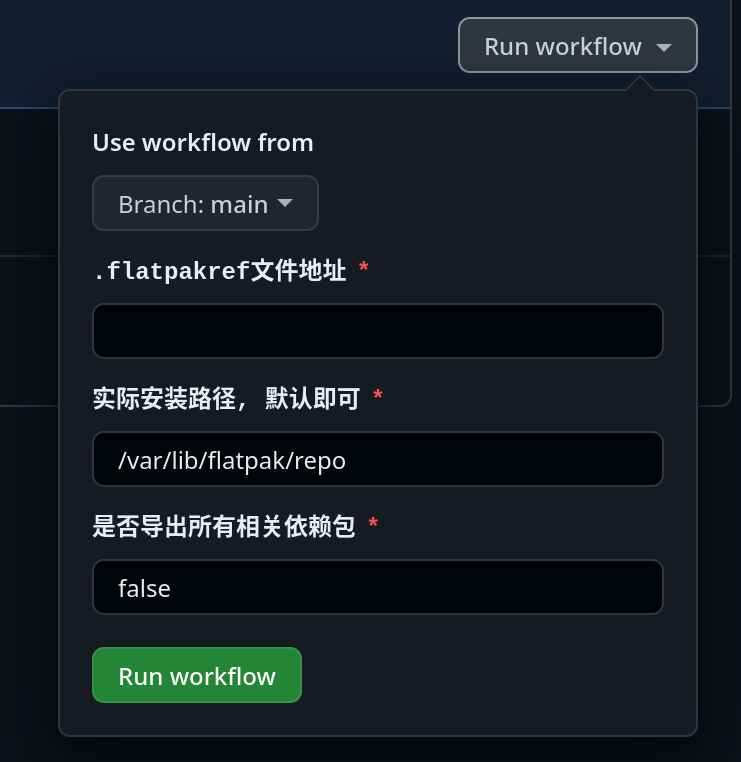 Run workflow
Use workflow from
Branch: main
.flatpakref文件地址 *
实际安装路径, 默认即可 *
/var/lib/flatpak/repo
是否导出所有相关依赖包 *
false
Run workflow